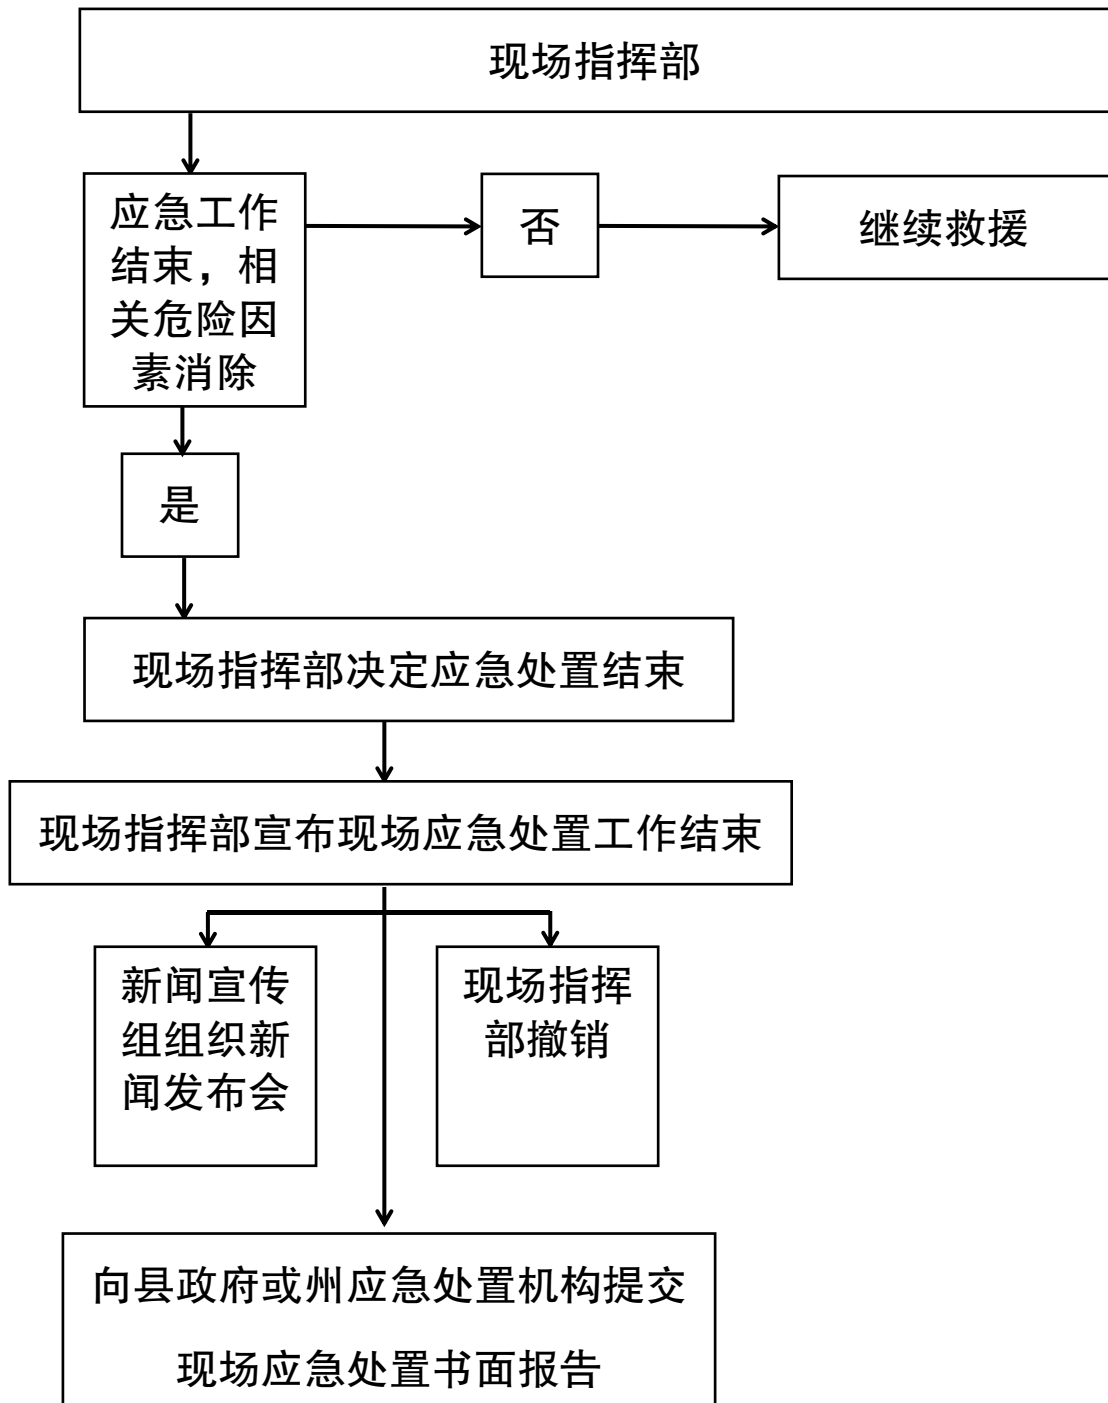 现场指挥部
应急工作
结束，相
关危险因
素消除
否
继续救援
是
现场指挥部决定应急处置结束
现场指挥部宣布现场应急处置工作结束
新闻宣传
组组织新
闻发布会
现场指挥
部撤销
向县政府或州应急处置机构提交
现场应急处置书面报告